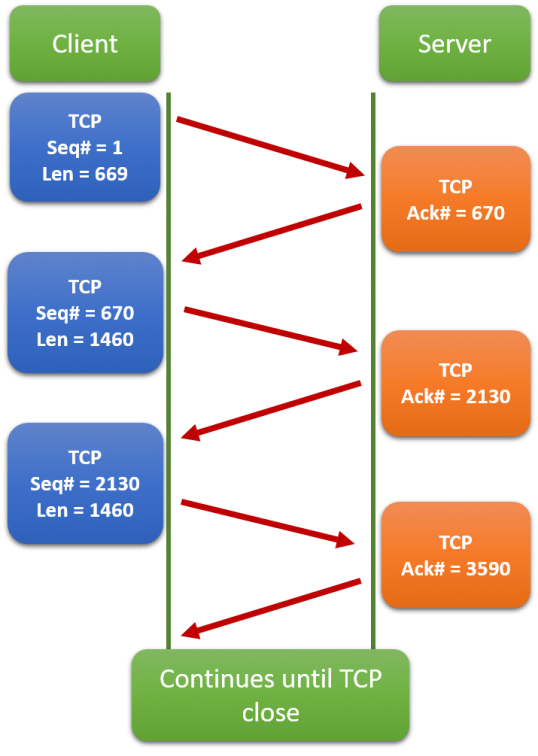 Client
Server
TCP
Seq# = 1
Len = 669
TCP
Ack# = 670
TCP
Seq# = 670
Len = 1460
TCP
Ack# = 2130
TCP
Seq# = 2130
Len = 1460
TCP
Ack# = 3590
Continues until TCP
close